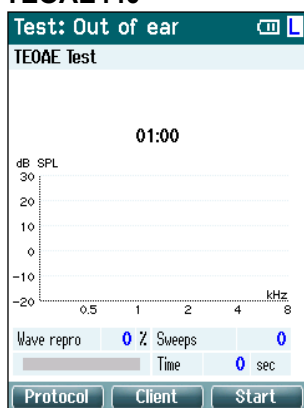 Test: Out of ear L
TEOAE Test
01:00
dB SPL
30
20
10
0
-10
-20
kHz
0.5 1 2 4 8
Wave repro 0 % Sweeps 0
Time 0 sec
Protocol Client Start